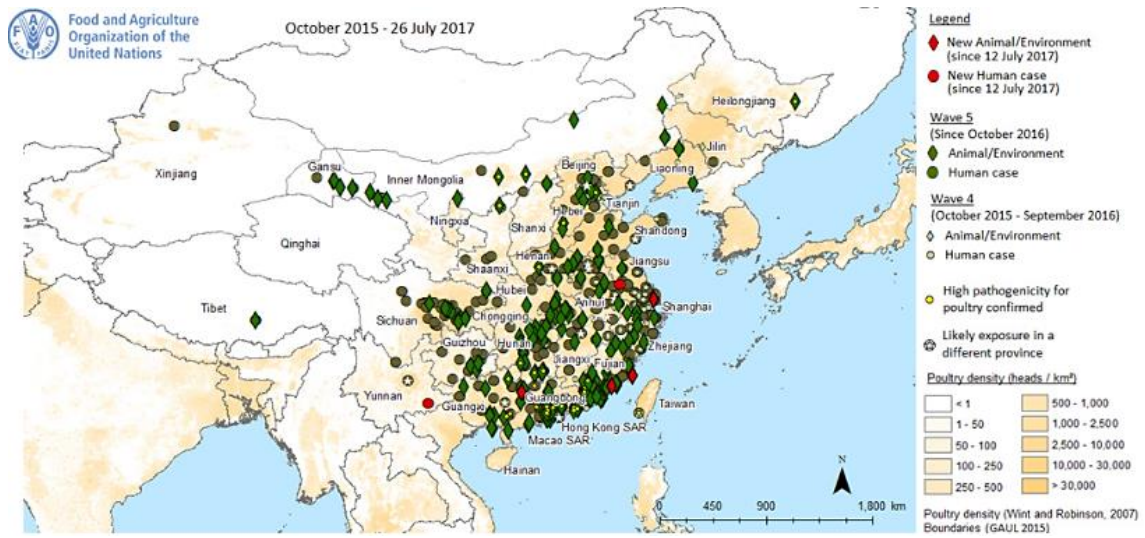 Food and Agriculture
Organization of the
United Nations
FIAT PANIS
October 2015 - 26 July 2017
Heilongjiang
Jilin
Liaoning
Beijing
Xinjiang
Gansu
Inner Mongolia
Tianjin
Hebei
Ningxia
Shanxi
Shandong
Qinghai
Henan
Jiangsu
Shaanxi
Hubei
Anhui
Shanghai
Tibet
Sichuan
Chongqing
Zhejiang
Guizhou
Hunan
Jiangxi
Fujian
Yunnan
Guangxi
Guangdong
Taiwan
Hong Kong SAR
Macao SAR
Hainan
N
0 450 900 1,800 km
Legend
New Animal/Environment
(since 12 July 2017)
New Human case
(since 12 July 2017)
Wave 5
(Since October 2016)
Animal/Environment
Human case
Wave 4
(October 2015 - September 2016)
Animal/Environment
Human case
High pathogenicity for
poultry confirmed
Likely exposure in a
different province
Poultry density (heads / km²)
< 1
1 - 50
50 - 100
100 - 250
250 - 500
500 - 1,000
1,000 - 2,500
2,500 - 10,000
10,000 - 30,000
> 30,000
Poultry density (Wint and Robinson, 2007)
Boundaries (GAUL 2015)